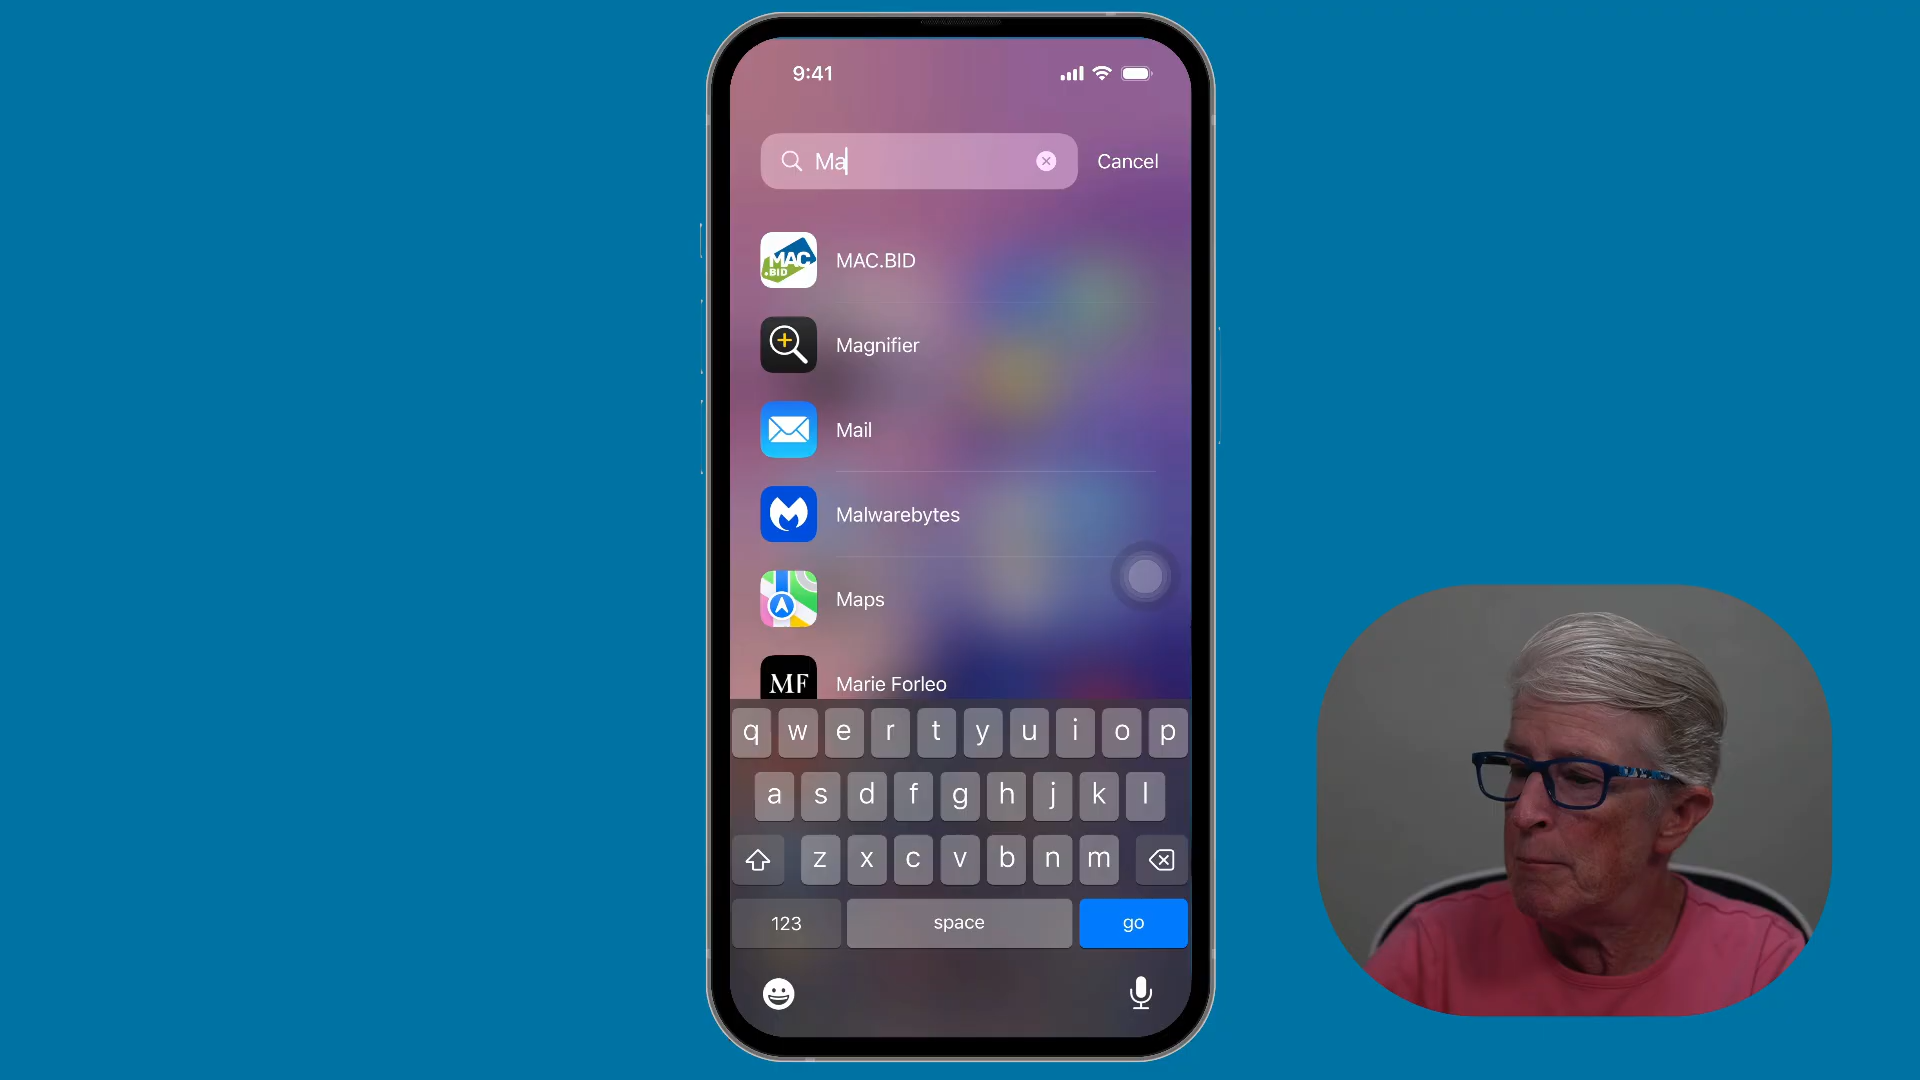 9:41
Ma
Cancel
MAC
.BID
MAC.BID
Magnifier
Mail
Malwarebytes
Maps
MF
Marie Forleo
q w e r t y u i o p
a s d f g h j k l
z x c v b n m
123 space go